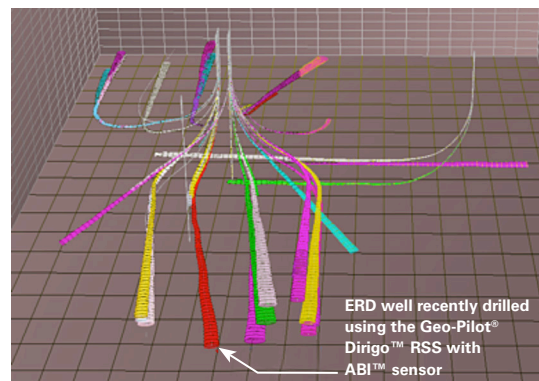 ERD well recently drilled
using the Geo-Pilot®
Dirigo™ RSS with
ABI™ sensor